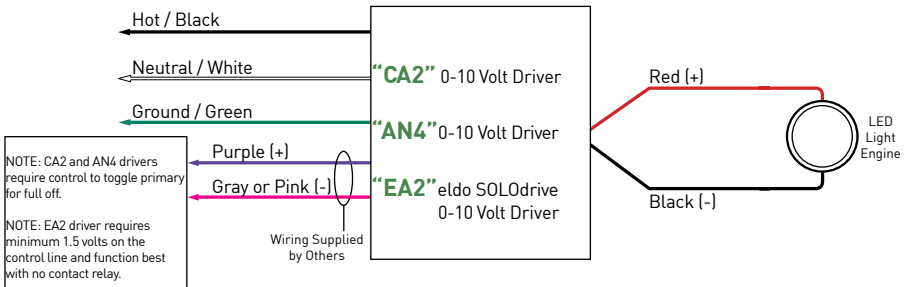 Hot / Black
Neutral / White
Ground / Green
Purple (+)
Gray or Pink (-)
NOTE: CA2 and AN4 drivers
require control to toggle primary
for full off.
NOTE: EA2 driver requires
minimum 1.5 volts on the
control line and function best
with no contact relay.
Wiring Supplied
by Others
“CA2” 0-10 Volt Driver
“AN4” 0-10 Volt Driver
“EA2” eldo SOLOdrive
0-10 Volt Driver
Red (+)
Black (-)
LED
Light
Engine